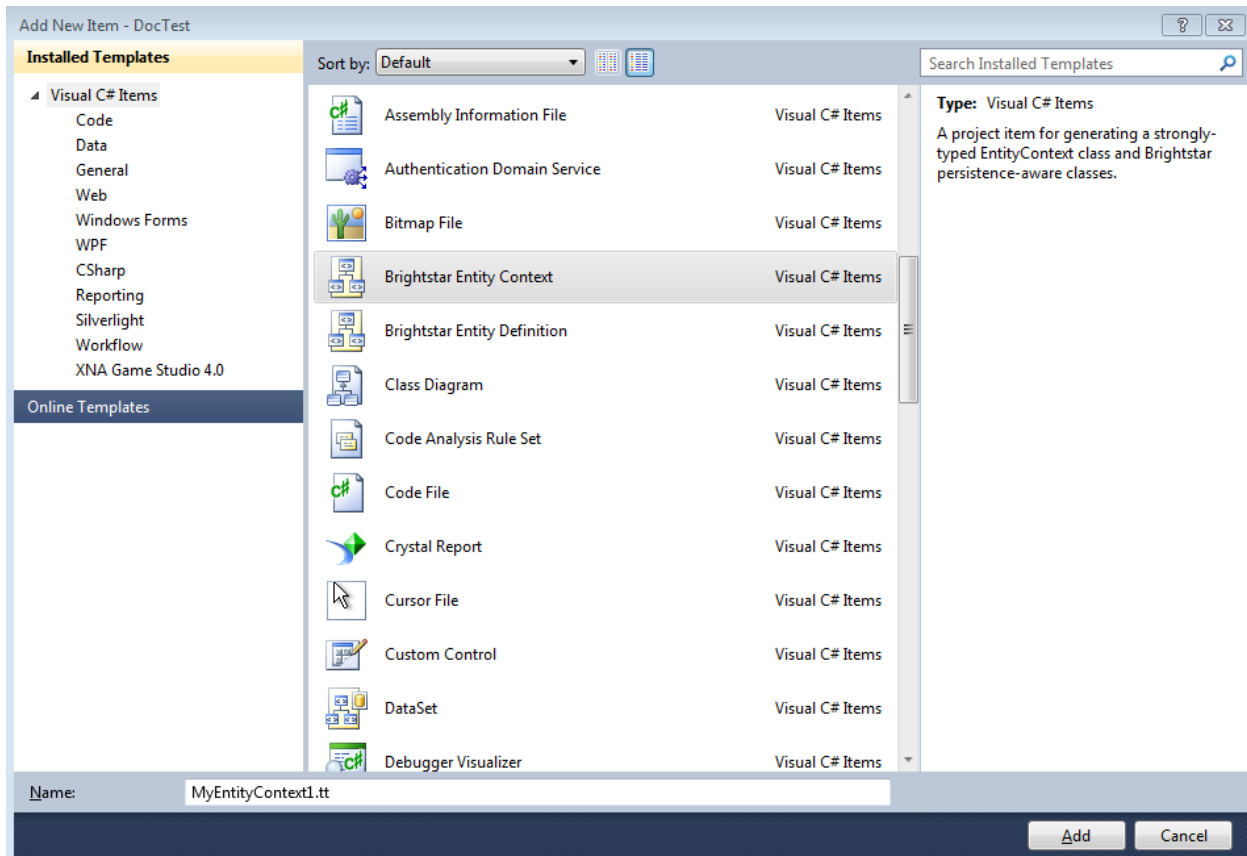 Add New Item - DocTest
Installed Templates
Visual C# Items
Code
Data
General
Web
Windows Forms
WPF
CSharp
Reporting
Silverlight
Workflow
XNA Game Studio 4.0
Online Templates
Sort by: Default
Assembly Information File Visual C# Items
Authentication Domain Service Visual C# Items
Bitmap File Visual C# Items
Brightstar Entity Context Visual C# Items
Brightstar Entity Definition Visual C# Items
Class Diagram Visual C# Items
Code Analysis Rule Set Visual C# Items
Code File Visual C# Items
Crystal Report Visual C# Items
Cursor File Visual C# Items
Custom Control Visual C# Items
DataSet Visual C# Items
Debugger Visualizer Visual C# Items
Search Installed Templates
Type: Visual C# Items
A project item for generating a strongly-
typed EntityContext class and Brightstar
persistence-aware classes.
Name: MyEntityContext1.tt
Add Cancel